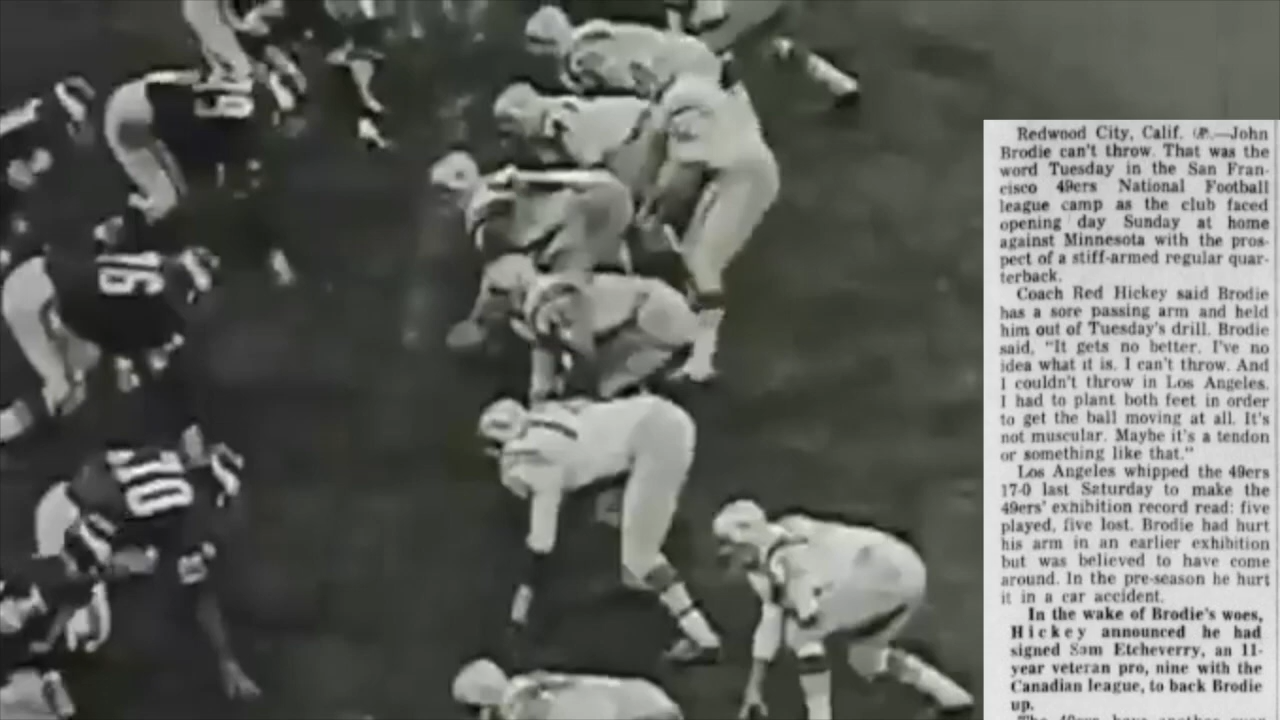 Redwood City, Calif. (AP).—John
Brodie can't throw. That was the
word Tuesday in the San Fran-
cisco 49ers National Football
league camp as the club faced
opening day Sunday at home
against Minnesota with the pros-
pect of a stiff-armed regular quar-
terback.
Coach Red Hickey said Brodie
has a sore passing arm and held
him out of Tuesday's drill. Brodie
said, "It gets no better. I've no
idea what it is. I can't throw. And
I couldn't throw in Los Angeles.
I had to plant both feet in order
to get the ball moving at all. It's
not muscular. Maybe it's a tendon
or something like that."
Los Angeles whipped the 49ers
17-0 last Saturday to make the
49ers' exhibition record read: five
played, five lost. Brodie had hurt
his arm in an earlier exhibition
but was believed to have come
around. In the pre-season he hurt
it in a car accident.
In the wake of Brodie's woes,
Hickey announced he had
signed Sam Etcheverry, an 11-
year veteran pro, nine with the
Canadian league, to back Brodie
up.